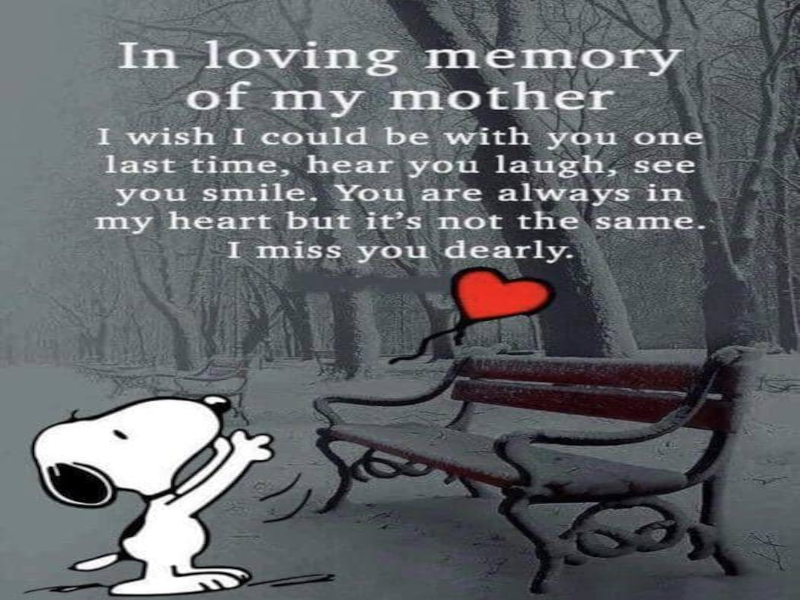 In loving memory
of my mother
I wish I could be with you one
last time, hear you laugh, see
you smile. You are always in
my heart but it's not the same.
I miss you dearly.